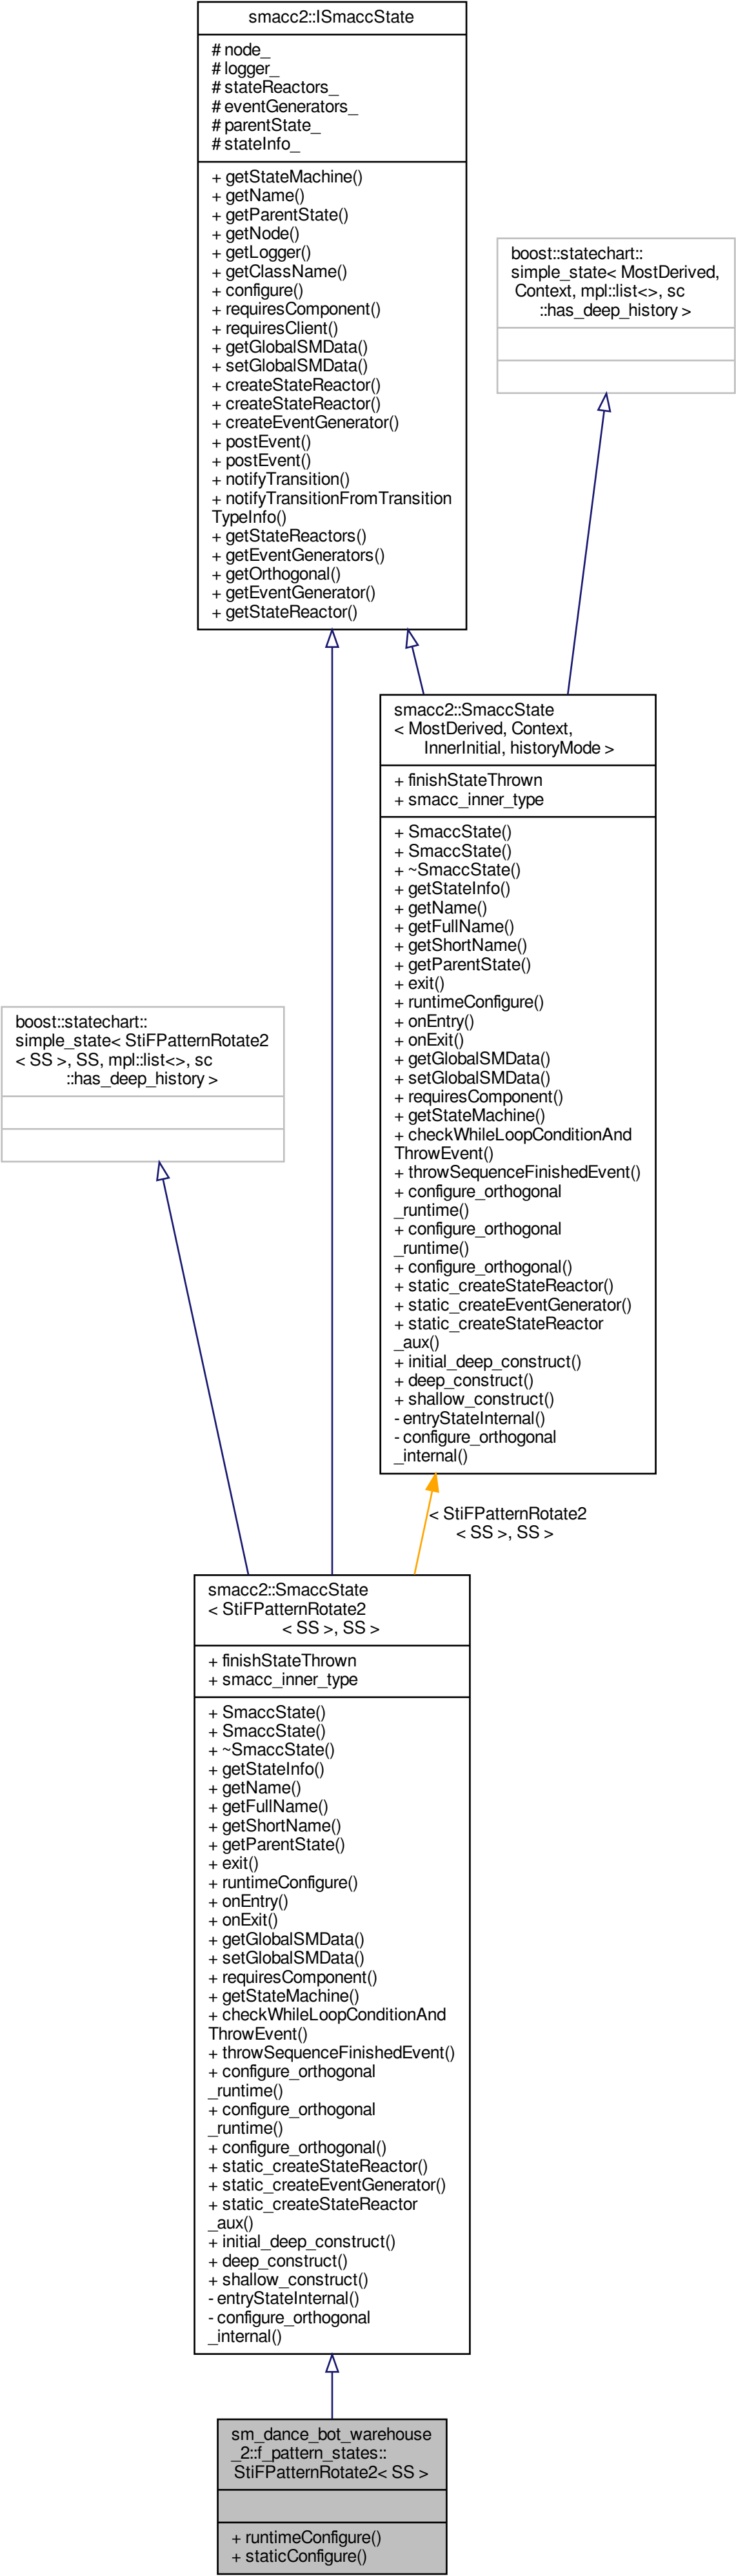 smacc2::ISmaccState
# node_
# logger_
# stateReactors_
# eventGenerators_
# parentState_
# stateInfo_
+ getStateMachine()
+ getName()
+ getParentState()
+ getNode()
+ getLogger()
+ getClassName()
+ configure()
+ requiresComponent()
+ requiresClient()
+ getGlobalSMData()
+ setGlobalSMData()
+ createStateReactor()
+ createStateReactor()
+ createEventGenerator()
+ postEvent()
+ postEvent()
+ notifyTransition()
+ notifyTransitionFromTransition
TypeInfo()
+ getStateReactors()
+ getEventGenerators()
+ getOrthogonal()
+ getEventGenerator()
+ getStateReactor()
boost::statechart::
simple_state< MostDerived,
Context, mpl::list<>, sc
::has_deep_history >
smacc2::SmaccState
< MostDerived, Context,
InnerInitial, historyMode >
+ finishStateThrown
+ smacc_inner_type
+ SmaccState()
+ SmaccState()
+ ~SmaccState()
+ getStateInfo()
+ getName()
+ getFullName()
+ getShortName()
+ getParentState()
+ exit()
+ runtimeConfigure()
+ onEntry()
+ onExit()
+ getGlobalSMData()
+ setGlobalSMData()
+ requiresComponent()
+ getStateMachine()
+ checkWhileLoopConditionAnd
ThrowEvent()
+ throwSequenceFinishedEvent()
+ configure_orthogonal
_runtime()
+ configure_orthogonal
_runtime()
+ configure_orthogonal()
+ static_createStateReactor()
+ static_createEventGenerator()
+ static_createStateReactor
_aux()
+ initial_deep_construct()
+ deep_construct()
+ shallow_construct()
- entryStateInternal()
- configure_orthogonal
_internal()
boost::statechart::
simple_state< StiFPatternRotate2
< SS >, SS, mpl::list<>, sc
::has_deep_history >
< StiFPatternRotate2
< SS >, SS >
smacc2::SmaccState
< StiFPatternRotate2
< SS >, SS >
+ finishStateThrown
+ smacc_inner_type
+ SmaccState()
+ SmaccState()
+ ~SmaccState()
+ getStateInfo()
+ getName()
+ getFullName()
+ getShortName()
+ getParentState()
+ exit()
+ runtimeConfigure()
+ onEntry()
+ onExit()
+ getGlobalSMData()
+ setGlobalSMData()
+ requiresComponent()
+ getStateMachine()
+ checkWhileLoopConditionAnd
ThrowEvent()
+ throwSequenceFinishedEvent()
+ configure_orthogonal
_runtime()
+ configure_orthogonal
_runtime()
+ configure_orthogonal()
+ static_createStateReactor()
+ static_createEventGenerator()
+ static_createStateReactor
_aux()
+ initial_deep_construct()
+ deep_construct()
+ shallow_construct()
- entryStateInternal()
- configure_orthogonal
_internal()
sm_dance_bot_warehouse
_2::f_pattern_states::
StiFPatternRotate2< SS >
+ runtimeConfigure()
+ staticConfigure()